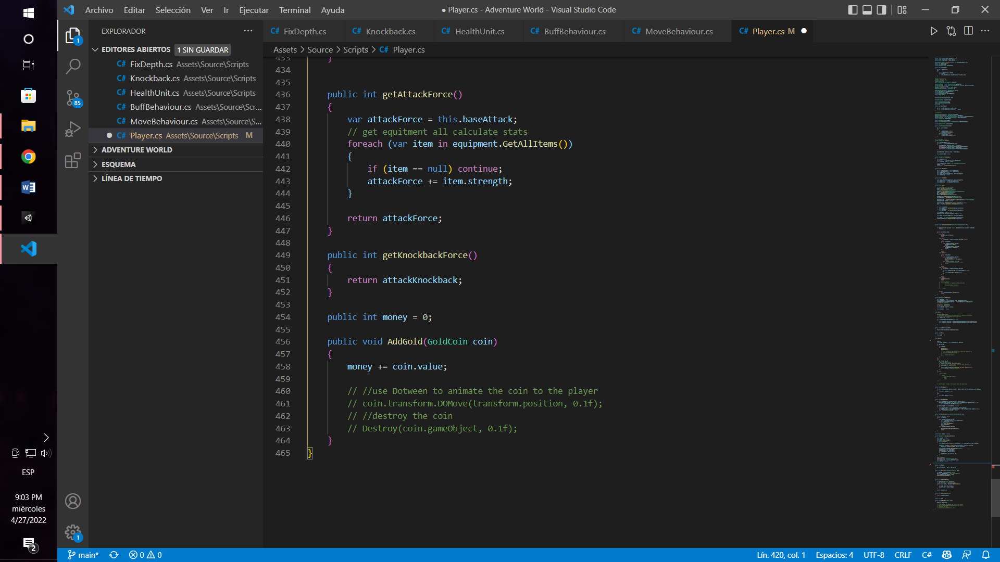 Archivo Editar Selección Ver Ir Ejecutar Terminal Ayuda
● Player.cs - Adventure World - Visual Studio Code
EXPLORADOR
EDITORES ABIERTOS 1 SIN GUARDAR
C# FixDepth.cs Assets\Source\Scripts
C# Knockback.cs Assets\Source\Scripts
C# HealthUnit.cs Assets\Source\Scripts
C# BuffBehaviour.cs Assets\Source\Scr...
C# MoveBehaviour.cs Assets\Source\S...
C# Player.cs Assets\Source\Scripts M
ADVENTURE WORLD
ESQUEMA
LÍNEA DE TIEMPO
1
85
C# FixDepth.cs C# Knockback.cs C# HealthUnit.cs C# BuffBehaviour.cs C# MoveBehaviour.cs C# Player.cs M
Assets > Source > Scripts > C# Player.cs
433 }
434
435
436 public int getAttackForce()
437 {
438 var attackForce = this.baseAttack;
439 // get equitment all calculate stats
440 foreach (var item in equipment.GetAllItems())
441 {
442 if (item == null) continue;
443 attackForce += item.strength;
444 }
445
446 return attackForce;
447 }
448
449 public int getKnockbackForce()
450 {
451 return attackKnockback;
452 }
453
454 public int money = 0;
455
456 public void AddGold(GoldCoin coin)
457 {
458 money += coin.value;
459
460 // //use Dotween to animate the coin to the player
461 // coin.transform.DOMove(transform.position, 0.1f);
462 // //destroy the coin
463 // Destroy(coin.gameObject, 0.1f);
464 }
465 }
ESP
9:03 PM
miércoles
4/27/2022
2
1
main* 0 0
Lín. 420, col. 1 Espacios: 4 UTF-8 CRLF C#